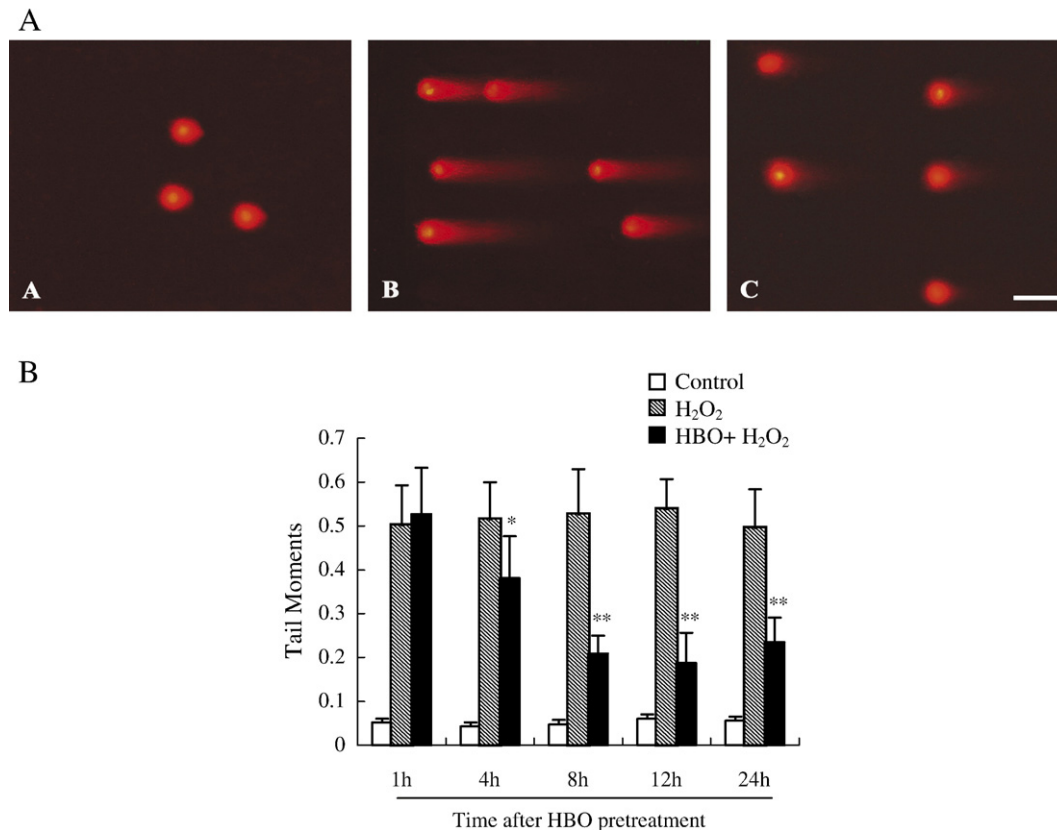 A
A
B
C
B
Control
H₂O₂
HBO+ H₂O₂
0.7
0.6
0.5
0.4
0.3
0.2
0.1
0
Tail Moments
*
**
**
**
1h 4h 8h 12h 24h
Time after HBO pretreatment